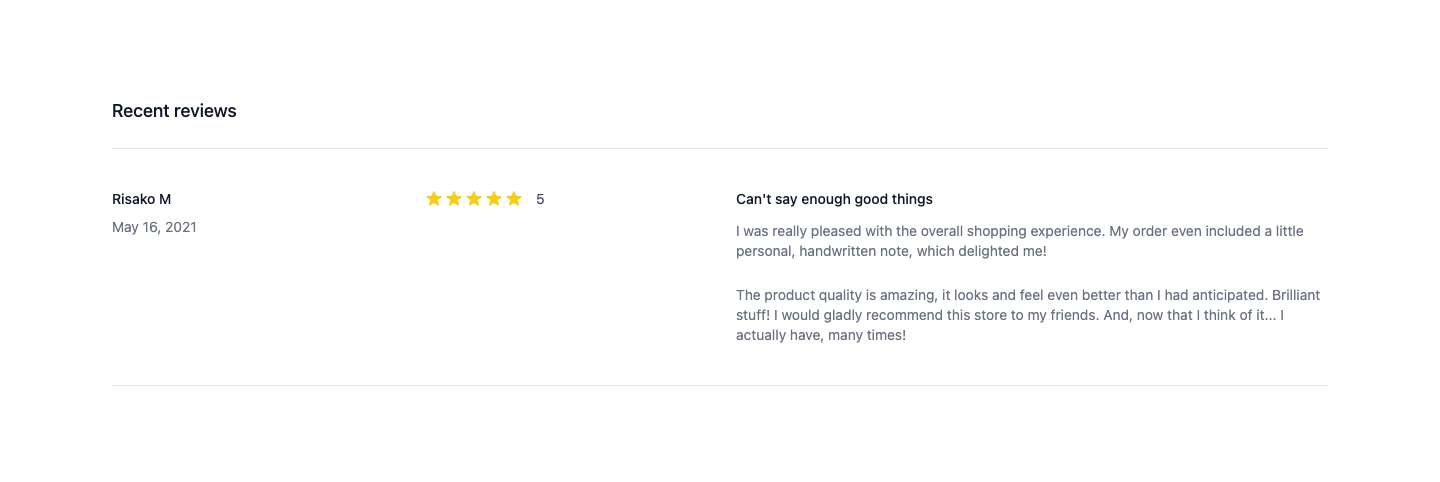 Recent reviews
Risako M
May 16, 2021
5
Can't say enough good things
I was really pleased with the overall shopping experience. My order even included a little
personal, handwritten note, which delighted me!
The product quality is amazing, it looks and feel even better than I had anticipated. Brilliant
stuff! I would gladly recommend this store to my friends. And, now that I think of it... I
actually have, many times!